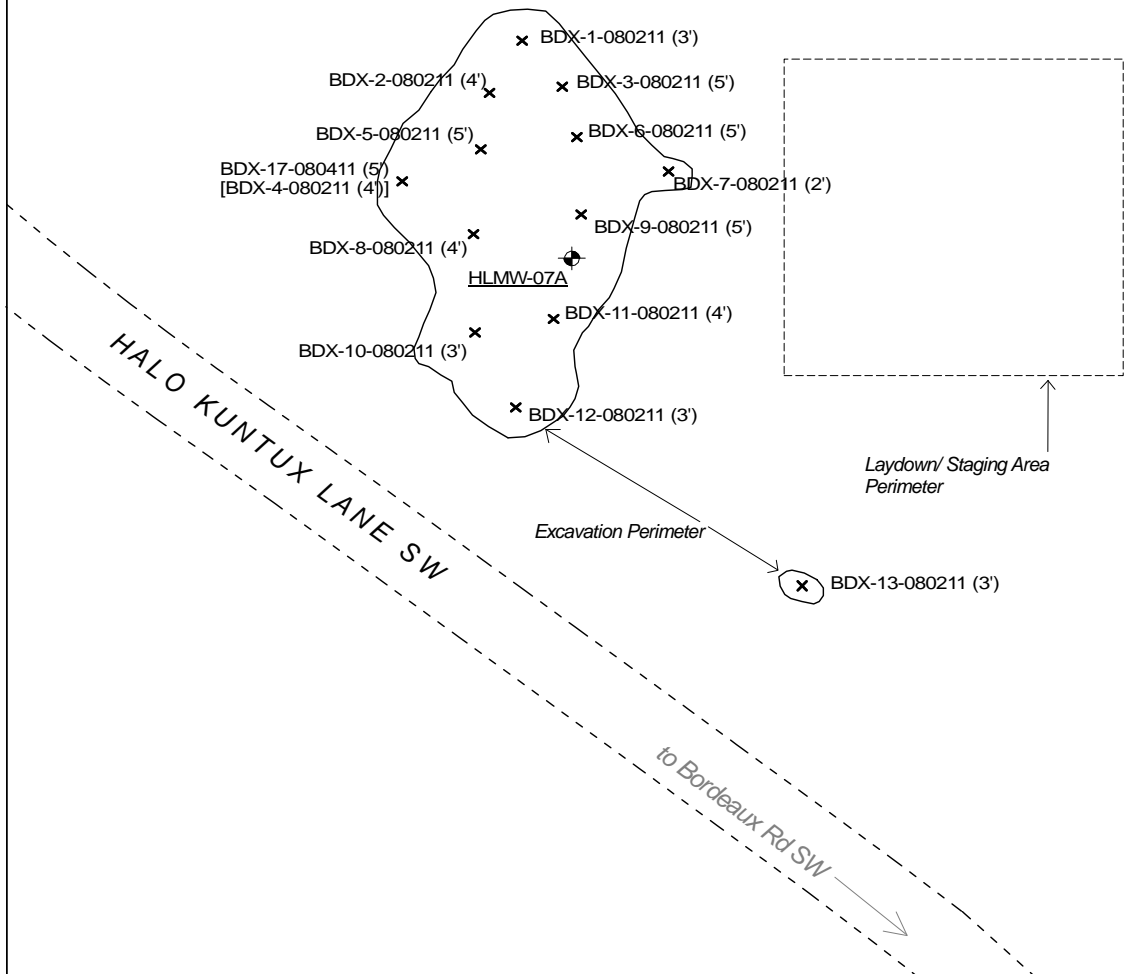 BDX-1-080211 (3')
BDX-2-080211 (4')
BDX-3-080211 (5')
BDX-5-080211 (5')
BDX-6-080211 (5')
BDX-17-080411 (5')
[BDX-4-080211 (4')]
BDX-7-080211 (2')
BDX-9-080211 (5')
BDX-8-080211 (4')
HLMW-07A
BDX-11-080211 (4')
BDX-10-080211 (3')
BDX-12-080211 (3')
HALO KUNTUX LANE SW
Laydown/ Staging Area
Perimeter
Excavation Perimeter
BDX-13-080211 (3')
to Bordeaux Rd SW